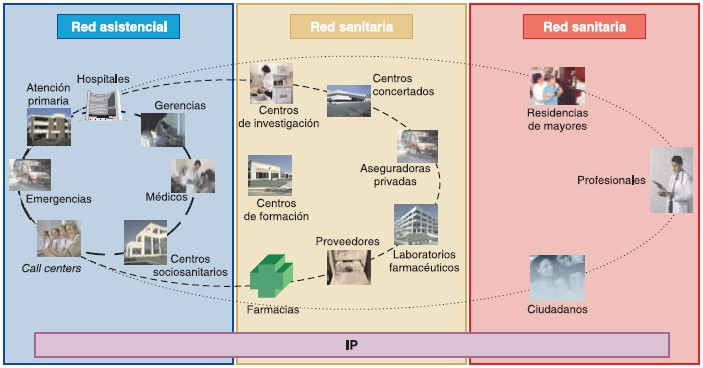 Red asistencial
Hospitales
Atención
primaria
Gerencias
Emergencias
Médicos
Call centers
Centros
sociosanitarios
Red sanitaria
Centros
de investigación
Centros
concertados
Aseguradoras
privadas
Centros
de formación
Proveedores
Laboratorios
farmacéuticos
Farmacias
Red sanitaria
Residencias
de mayores
Profesionales
Ciudadanos
IP